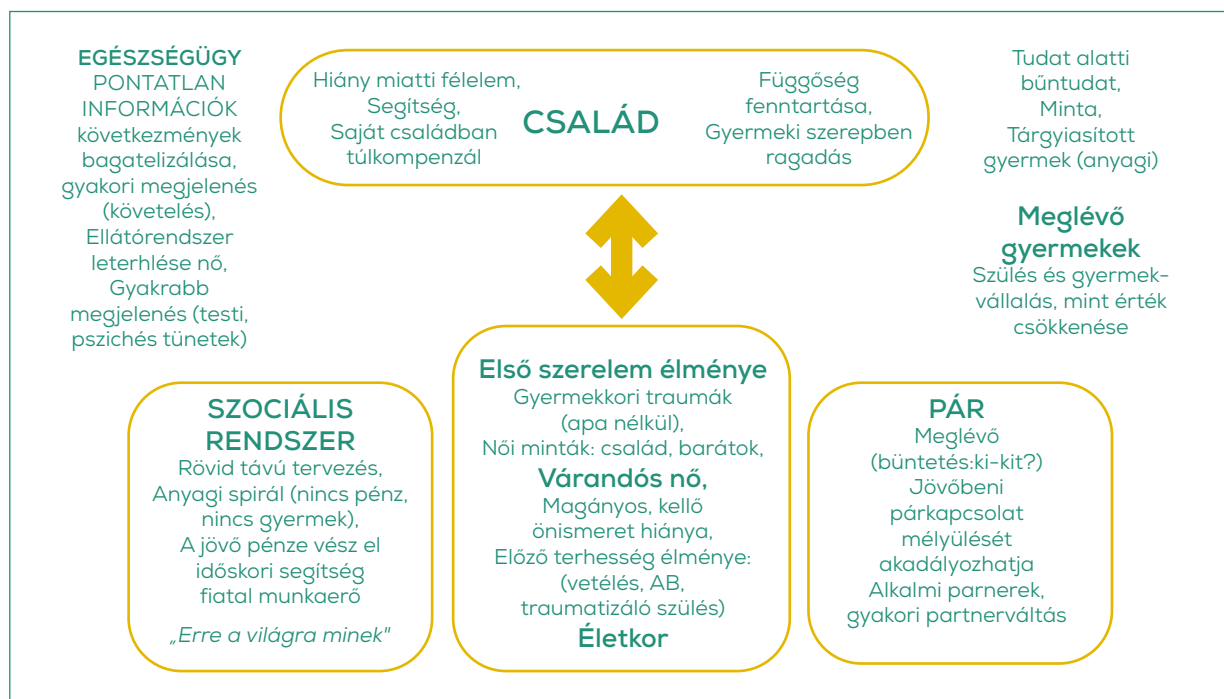 EGÉSZSÉGÜGY
PONTATLAN
INFORMÁCIÓK
következmények
bagatelizálása,
gyakori megjelenés
(követelés),
Ellátórendszer
leterhlése nő,
Gyakrabb
megjelenés (testi,
pszichés tünetek)
Hiány miatti félelem,
Segítség,
Saját családban
túlkompenzál
CSALÁD
Függőség
fenntartása,
Gyermeki szerepben
ragadás
Tudat alatti
bűntudat,
Minta,
Tárgyiasított
gyermek (anyagi)
Meglévő
gyermekek
Szülés és gyermek-
vállalás, mint érték
csökkenése
SZOCIÁLIS
RENDSZER
Rövid távú tervezés,
Anyagi spirál (nincs pénz,
nincs gyermek),
A jövő pénze vész el
időskori segítség
fiatal munkaerő
„Erre a világra minek"
Első szerelem élménye
Gyermekkori traumák
(apa nélkül),
Női minták: család, barátok,
Várandós nő,
Magányos, kellő
önismeret hiánya,
Előző terhesség élménye:
(vetélés, AB,
traumatizáló szülés)
Életkor
PÁR
Meglévő
(büntetés:ki-kit?)
Jövőbeni
párkapcsolat
mélyülését
akadályozhatja
Alkalmi parnerek,
gyakori partnerváltás